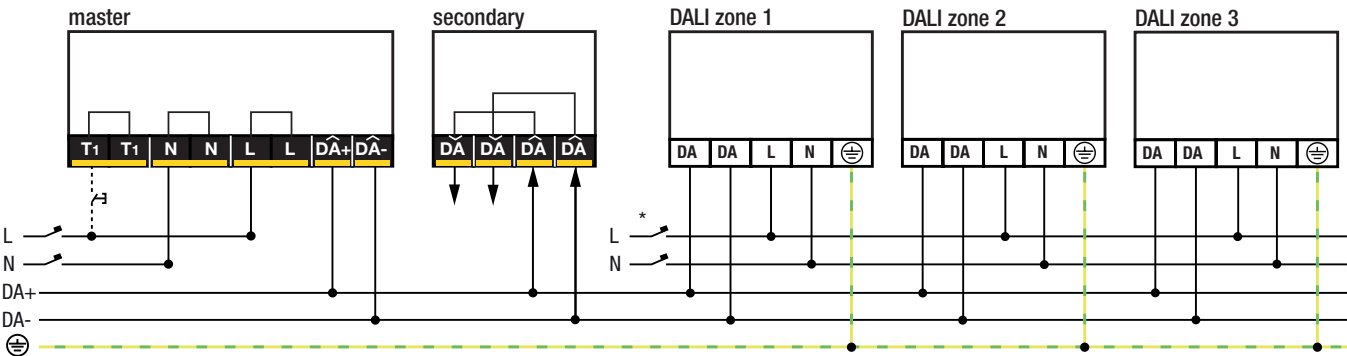 master secondary DALI zone 1 DALI zone 2 DALI zone 3
T1 T1 N N L L DA+ DA- DA DA DA DA DA DA L N DA DA L N DA DA L N
*
L L
N N
DA+
DA-